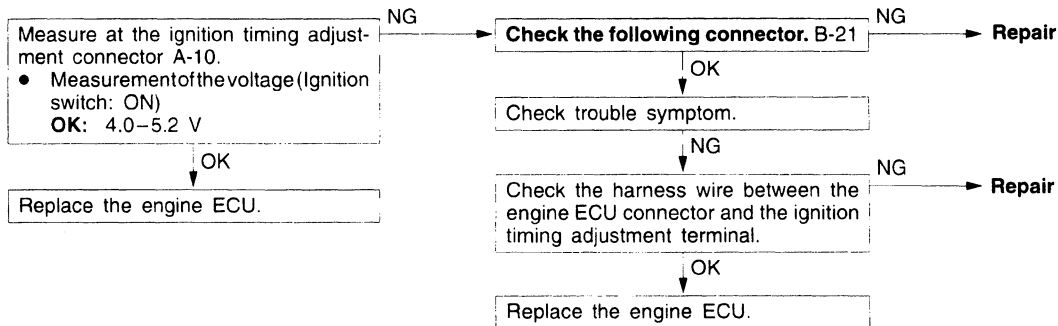 Measure at the ignition timing adjust-
ment connector A-10.
● Measurementofthevoltage(Ignition
switch: ON)
OK: 4.0–5.2 V
OK
Replace the engine ECU.
NG
Check the following connector. B-21
NG
Repair
OK
Check trouble symptom.
NG
Check the harness wire between the
engine ECU connector and the ignition
timing adjustment terminal.
NG
Repair
OK
Replace the engine ECU.